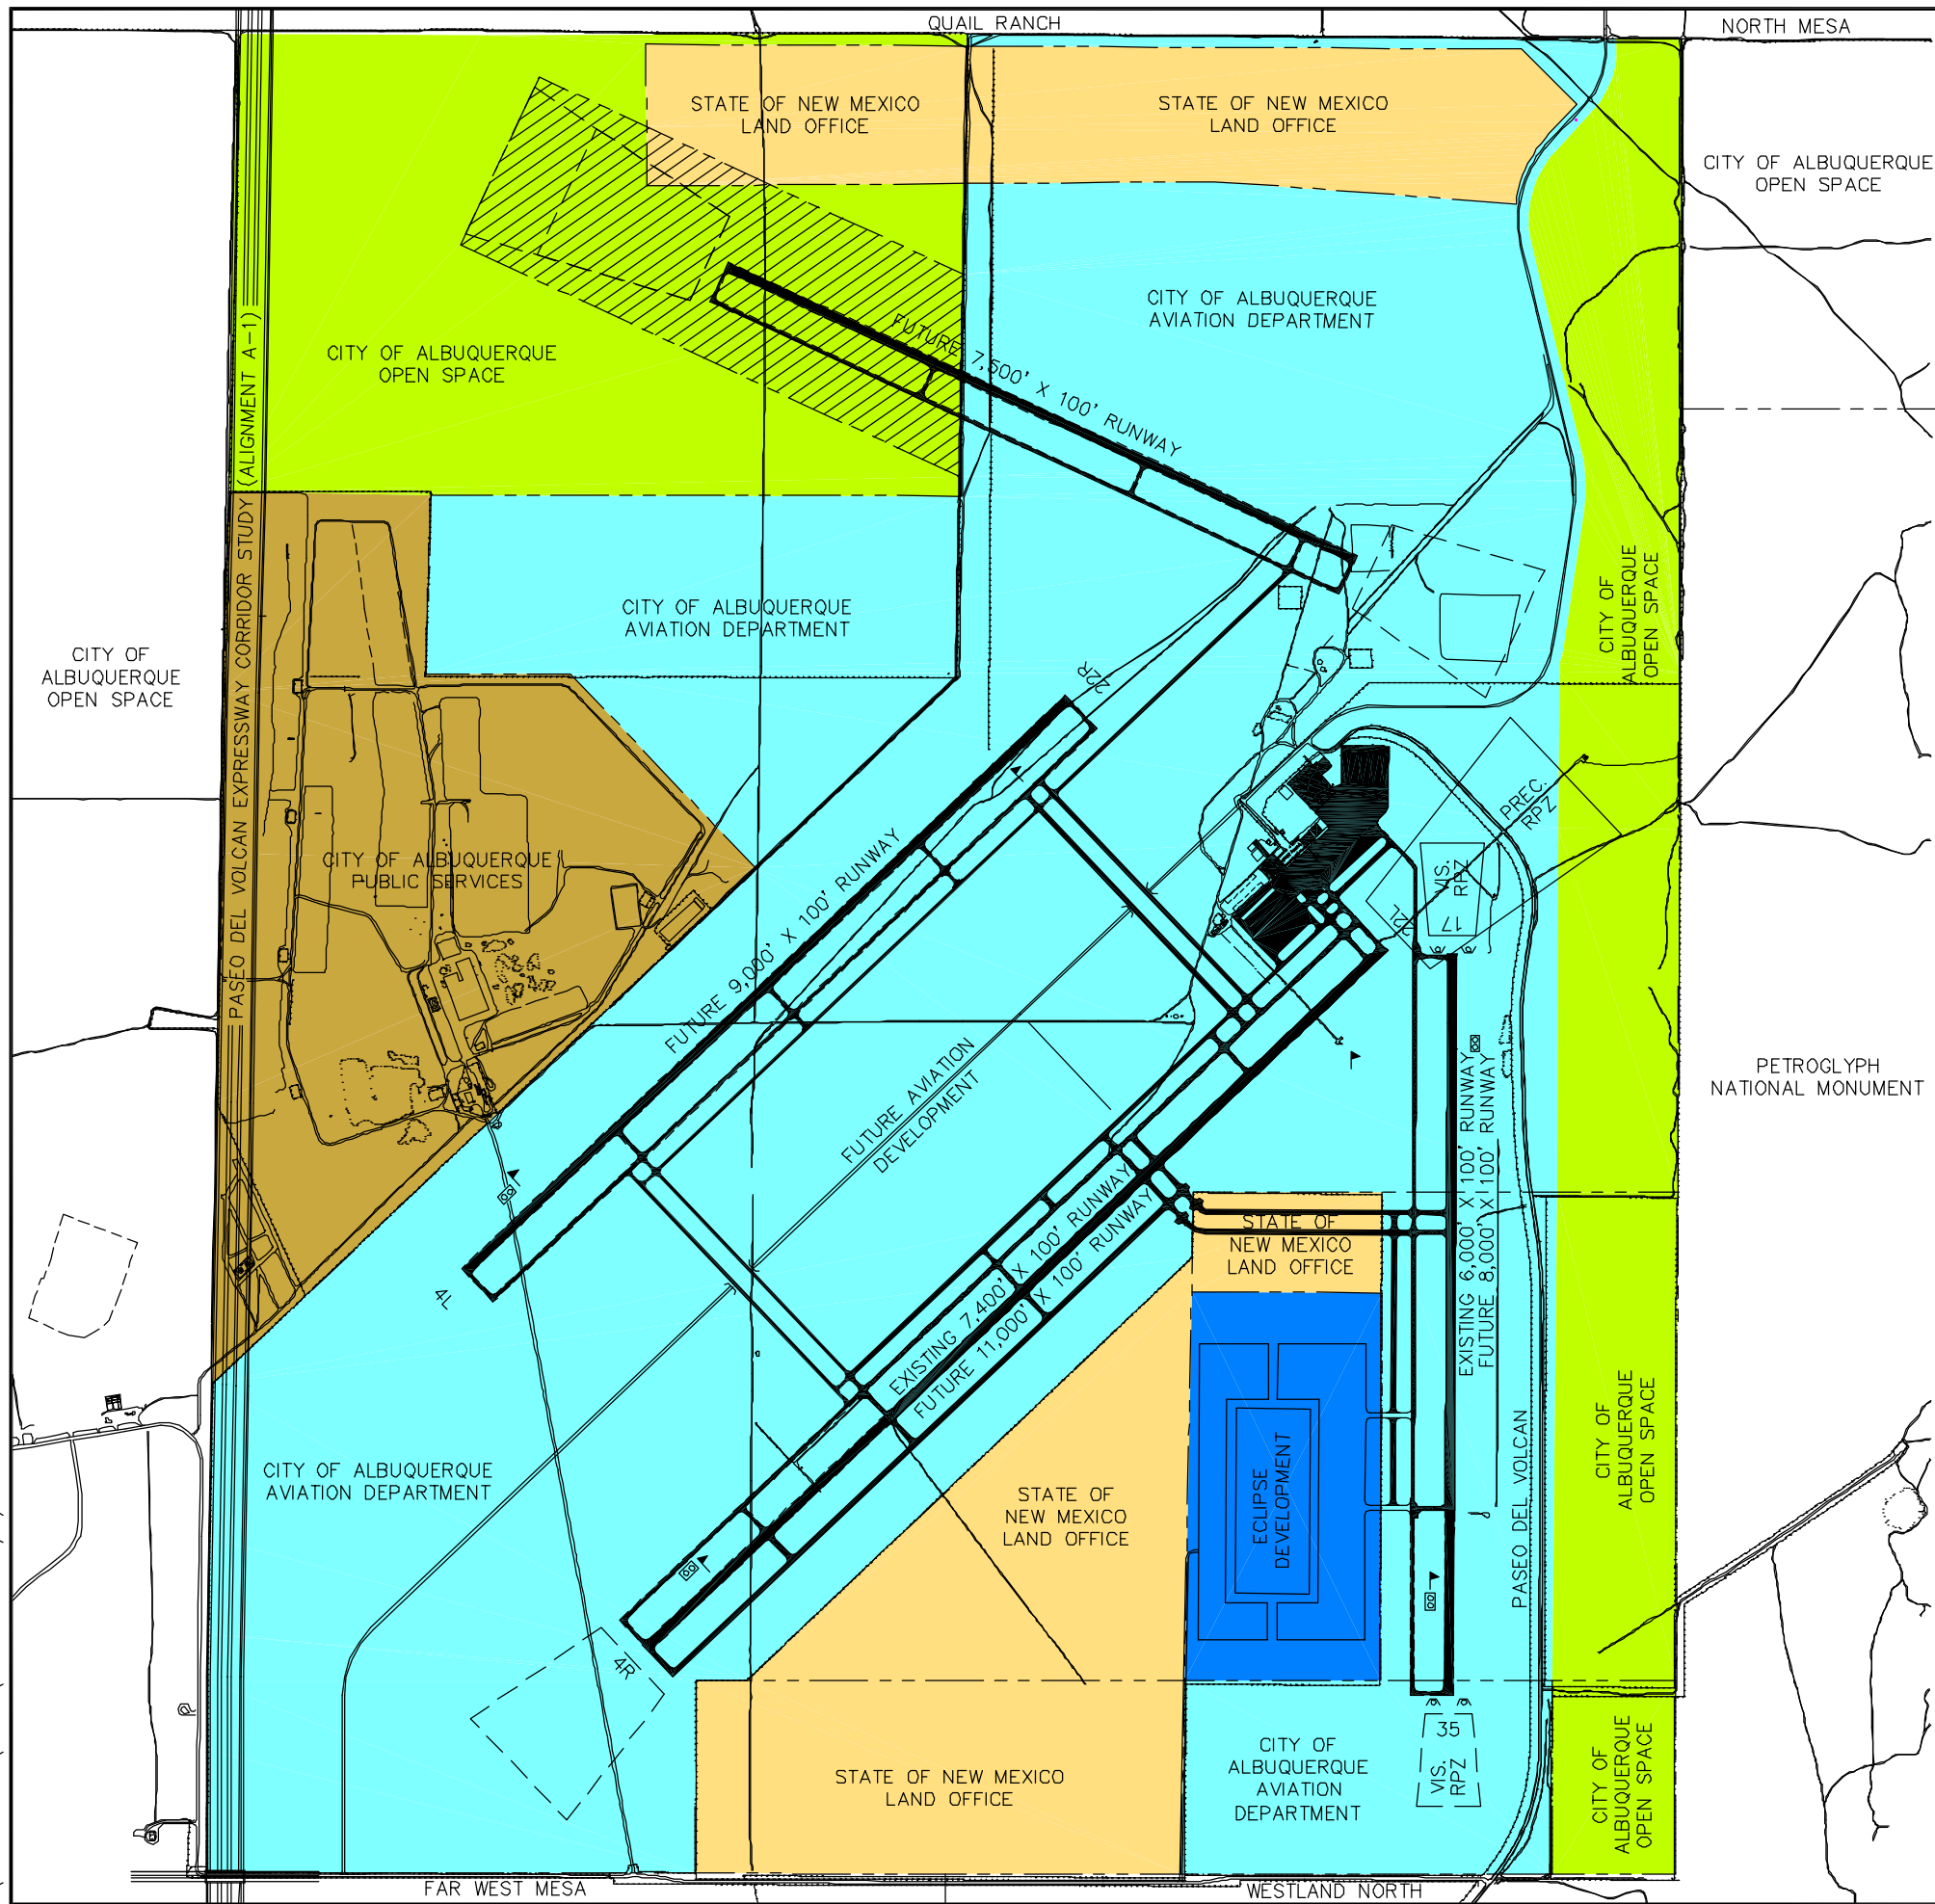 QUAIL RANCH
NORTH MESA
STATE OF NEW MEXICO
LAND OFFICE
STATE OF NEW MEXICO
LAND OFFICE
CITY OF ALBUQUERQUE
OPEN SPACE
CITY OF ALBUQUERQUE
AVIATION DEPARTMENT
CITY OF ALBUQUERQUE
OPEN SPACE
FUTURE 7,500' X 100' RUNWAY
PASEO DEL VOLCAN EXPRESSWAY CORRIDOR STUDY (ALIGNMENT A-1)
CITY OF ALBUQUERQUE
AVIATION DEPARTMENT
CITY OF
ALBUQUERQUE
OPEN SPACE
CITY OF
ALBUQUERQUE
OPEN SPACE
22R
PREC.
RPZ
CITY OF ALBUQUERQUE
PUBLIC SERVICES
FUTURE 9,000' X 100' RUNWAY
VIS.
RPZ
17
22L
FUTURE AVIATION
DEVELOPMENT
PETROGLYPH
NATIONAL MONUMENT
EXISTING 6,000' X 100' RUNWAY
FUTURE 8,000' X 100' RUNWAY
STATE OF
NEW MEXICO
LAND OFFICE
4L
EXISTING 7,400' X 100' RUNWAY
FUTURE 11,000' X 100' RUNWAY
CITY OF ALBUQUERQUE
AVIATION DEPARTMENT
STATE OF
NEW MEXICO
LAND OFFICE
ECLIPSE
DEVELOPMENT
PASEO DEL VOLCAN
CITY OF
ALBUQUERQUE
OPEN SPACE
4R
STATE OF NEW MEXICO
LAND OFFICE
CITY OF
ALBUQUERQUE
AVIATION
DEPARTMENT
35
VIS.
RPZ
CITY OF
ALBUQUERQUE
OPEN SPACE
FAR WEST MESA
WESTLAND NORTH